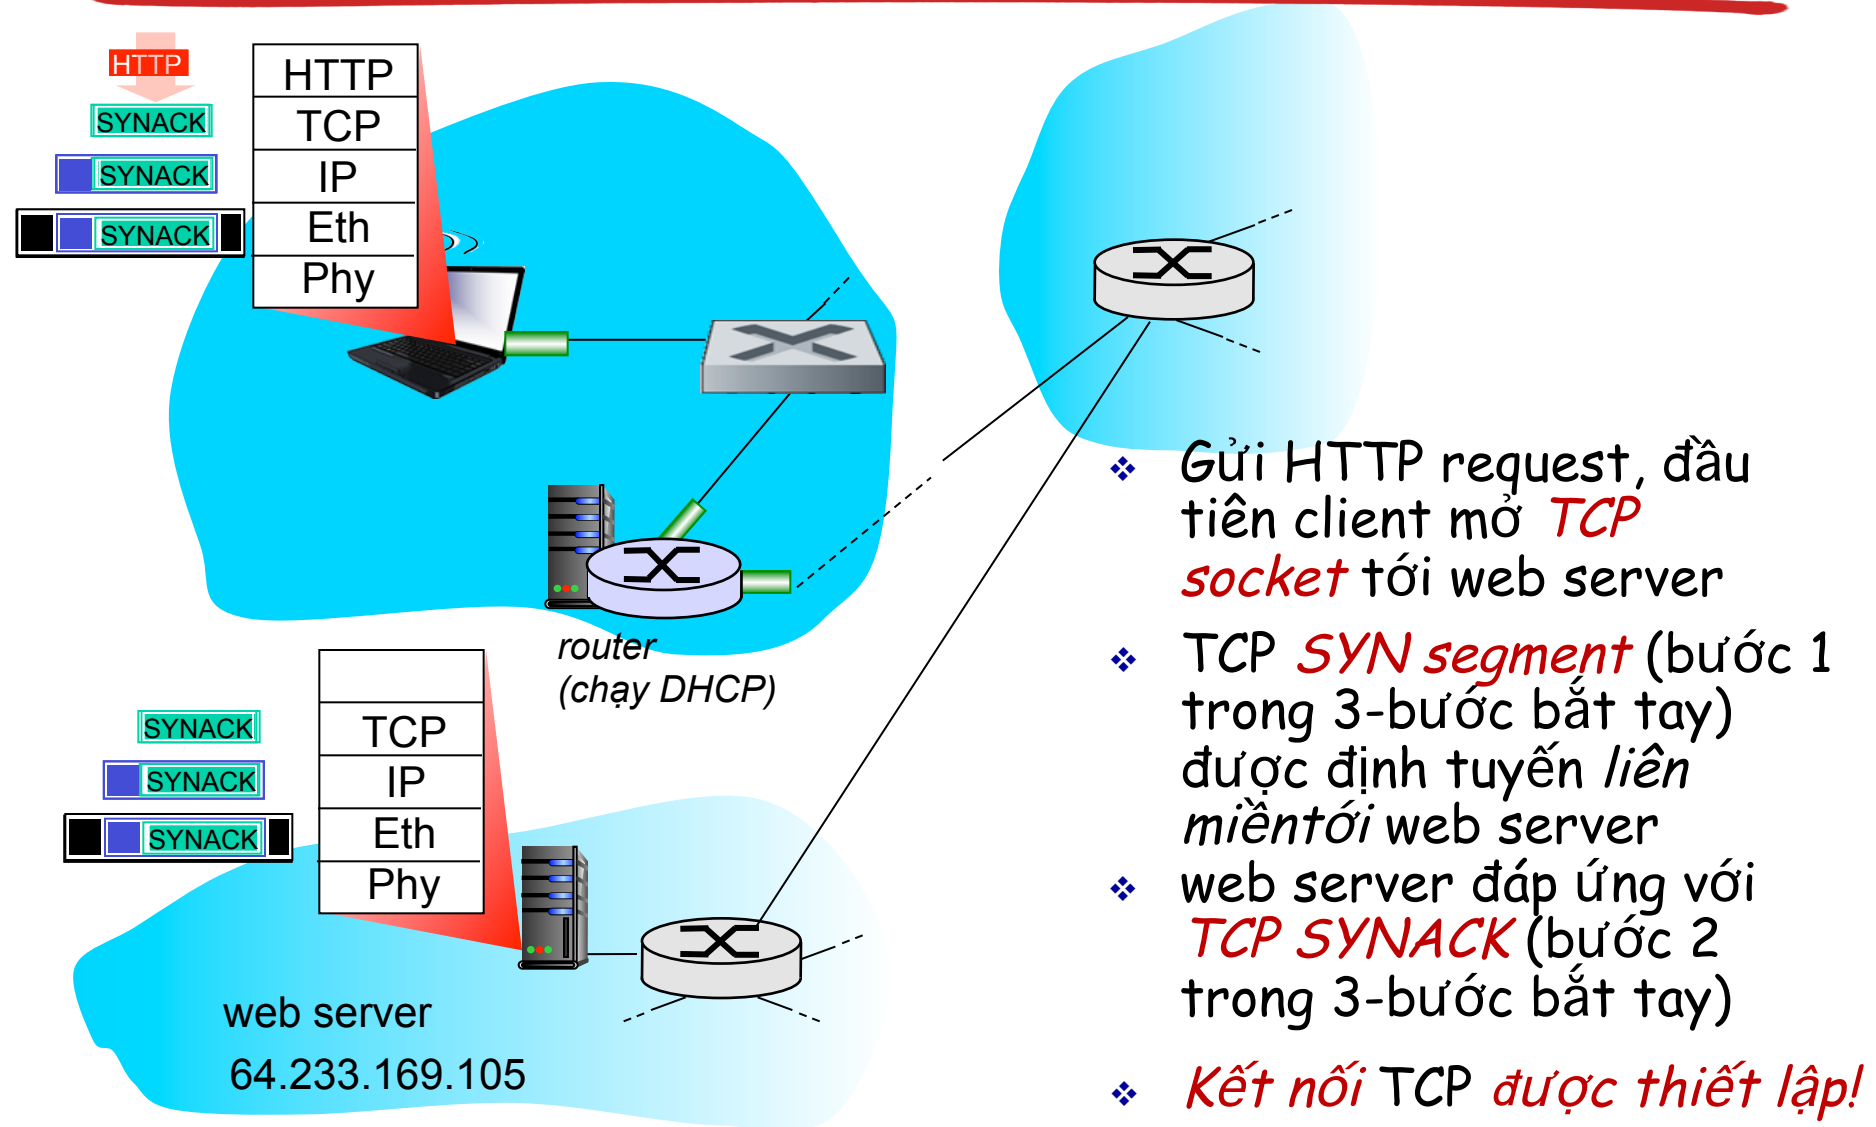 HTTP
SYNACK
SYNACK
SYNACK
HTTP
TCP
IP
Eth
Phy
router
(chạy DHCP)
SYNACK
SYNACK
SYNACK
TCP
IP
Eth
Phy
web server
64.233.169.105
Gửi HTTP request, đầu
tiên client mở TCP
socket tới web server
TCP SYN segment (bước 1
trong 3-bước bắt tay)
được định tuyến liên
miềntới web server
web server đáp ứng với
TCP SYNACK (bước 2
trong 3-bước bắt tay)
Kết nối TCP được thiết lập!